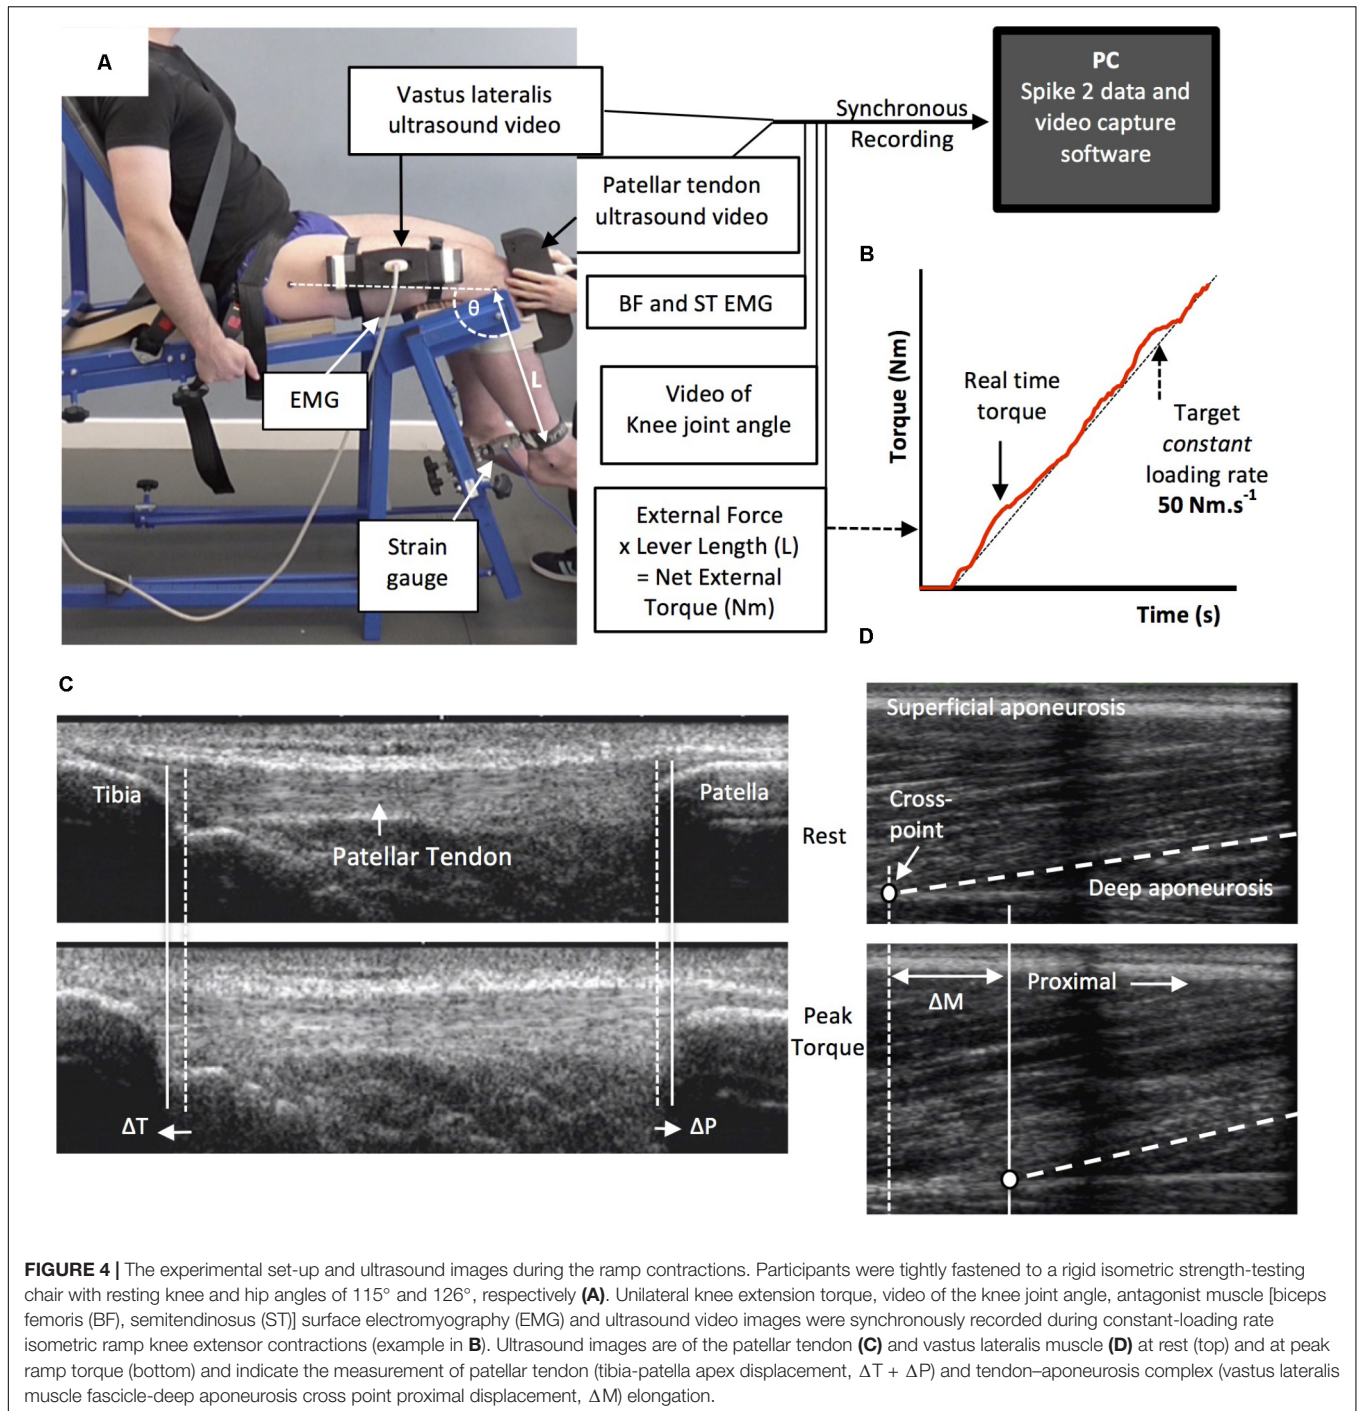 A
Vastus lateralis
ultrasound video
Synchronous
Recording
PC
Spike 2 data and
video capture
software
Patellar tendon
ultrasound video
BF and ST EMG
θ
L
EMG
Video of
Knee joint angle
Strain
gauge
External Force
x Lever Length (L)
= Net External
Torque (Nm)
B
Torque (Nm)
Real time
torque
Target
constant
loading rate
50 Nm.s⁻¹
Time (s)
C
Tibia
Patella
Patellar Tendon
Rest
Peak
Torque
ΔT
ΔP
D
Superficial aponeurosis
Cross-
point
Deep aponeurosis
ΔM
Proximal
FIGURE 4 | The experimental set-up and ultrasound images during the ramp contractions. Participants were tightly fastened to a rigid isometric strength-testing
chair with resting knee and hip angles of 115° and 126°, respectively (A). Unilateral knee extension torque, video of the knee joint angle, antagonist muscle [biceps
femoris (BF), semitendinosus (ST)] surface electromyography (EMG) and ultrasound video images were synchronously recorded during constant-loading rate
isometric ramp knee extensor contractions (example in B). Ultrasound images are of the patellar tendon (C) and vastus lateralis muscle (D) at rest (top) and at peak
ramp torque (bottom) and indicate the measurement of patellar tendon (tibia-patella apex displacement, ΔT + ΔP) and tendon–aponeurosis complex (vastus lateralis
muscle fascicle-deep aponeurosis cross point proximal displacement, ΔM) elongation.